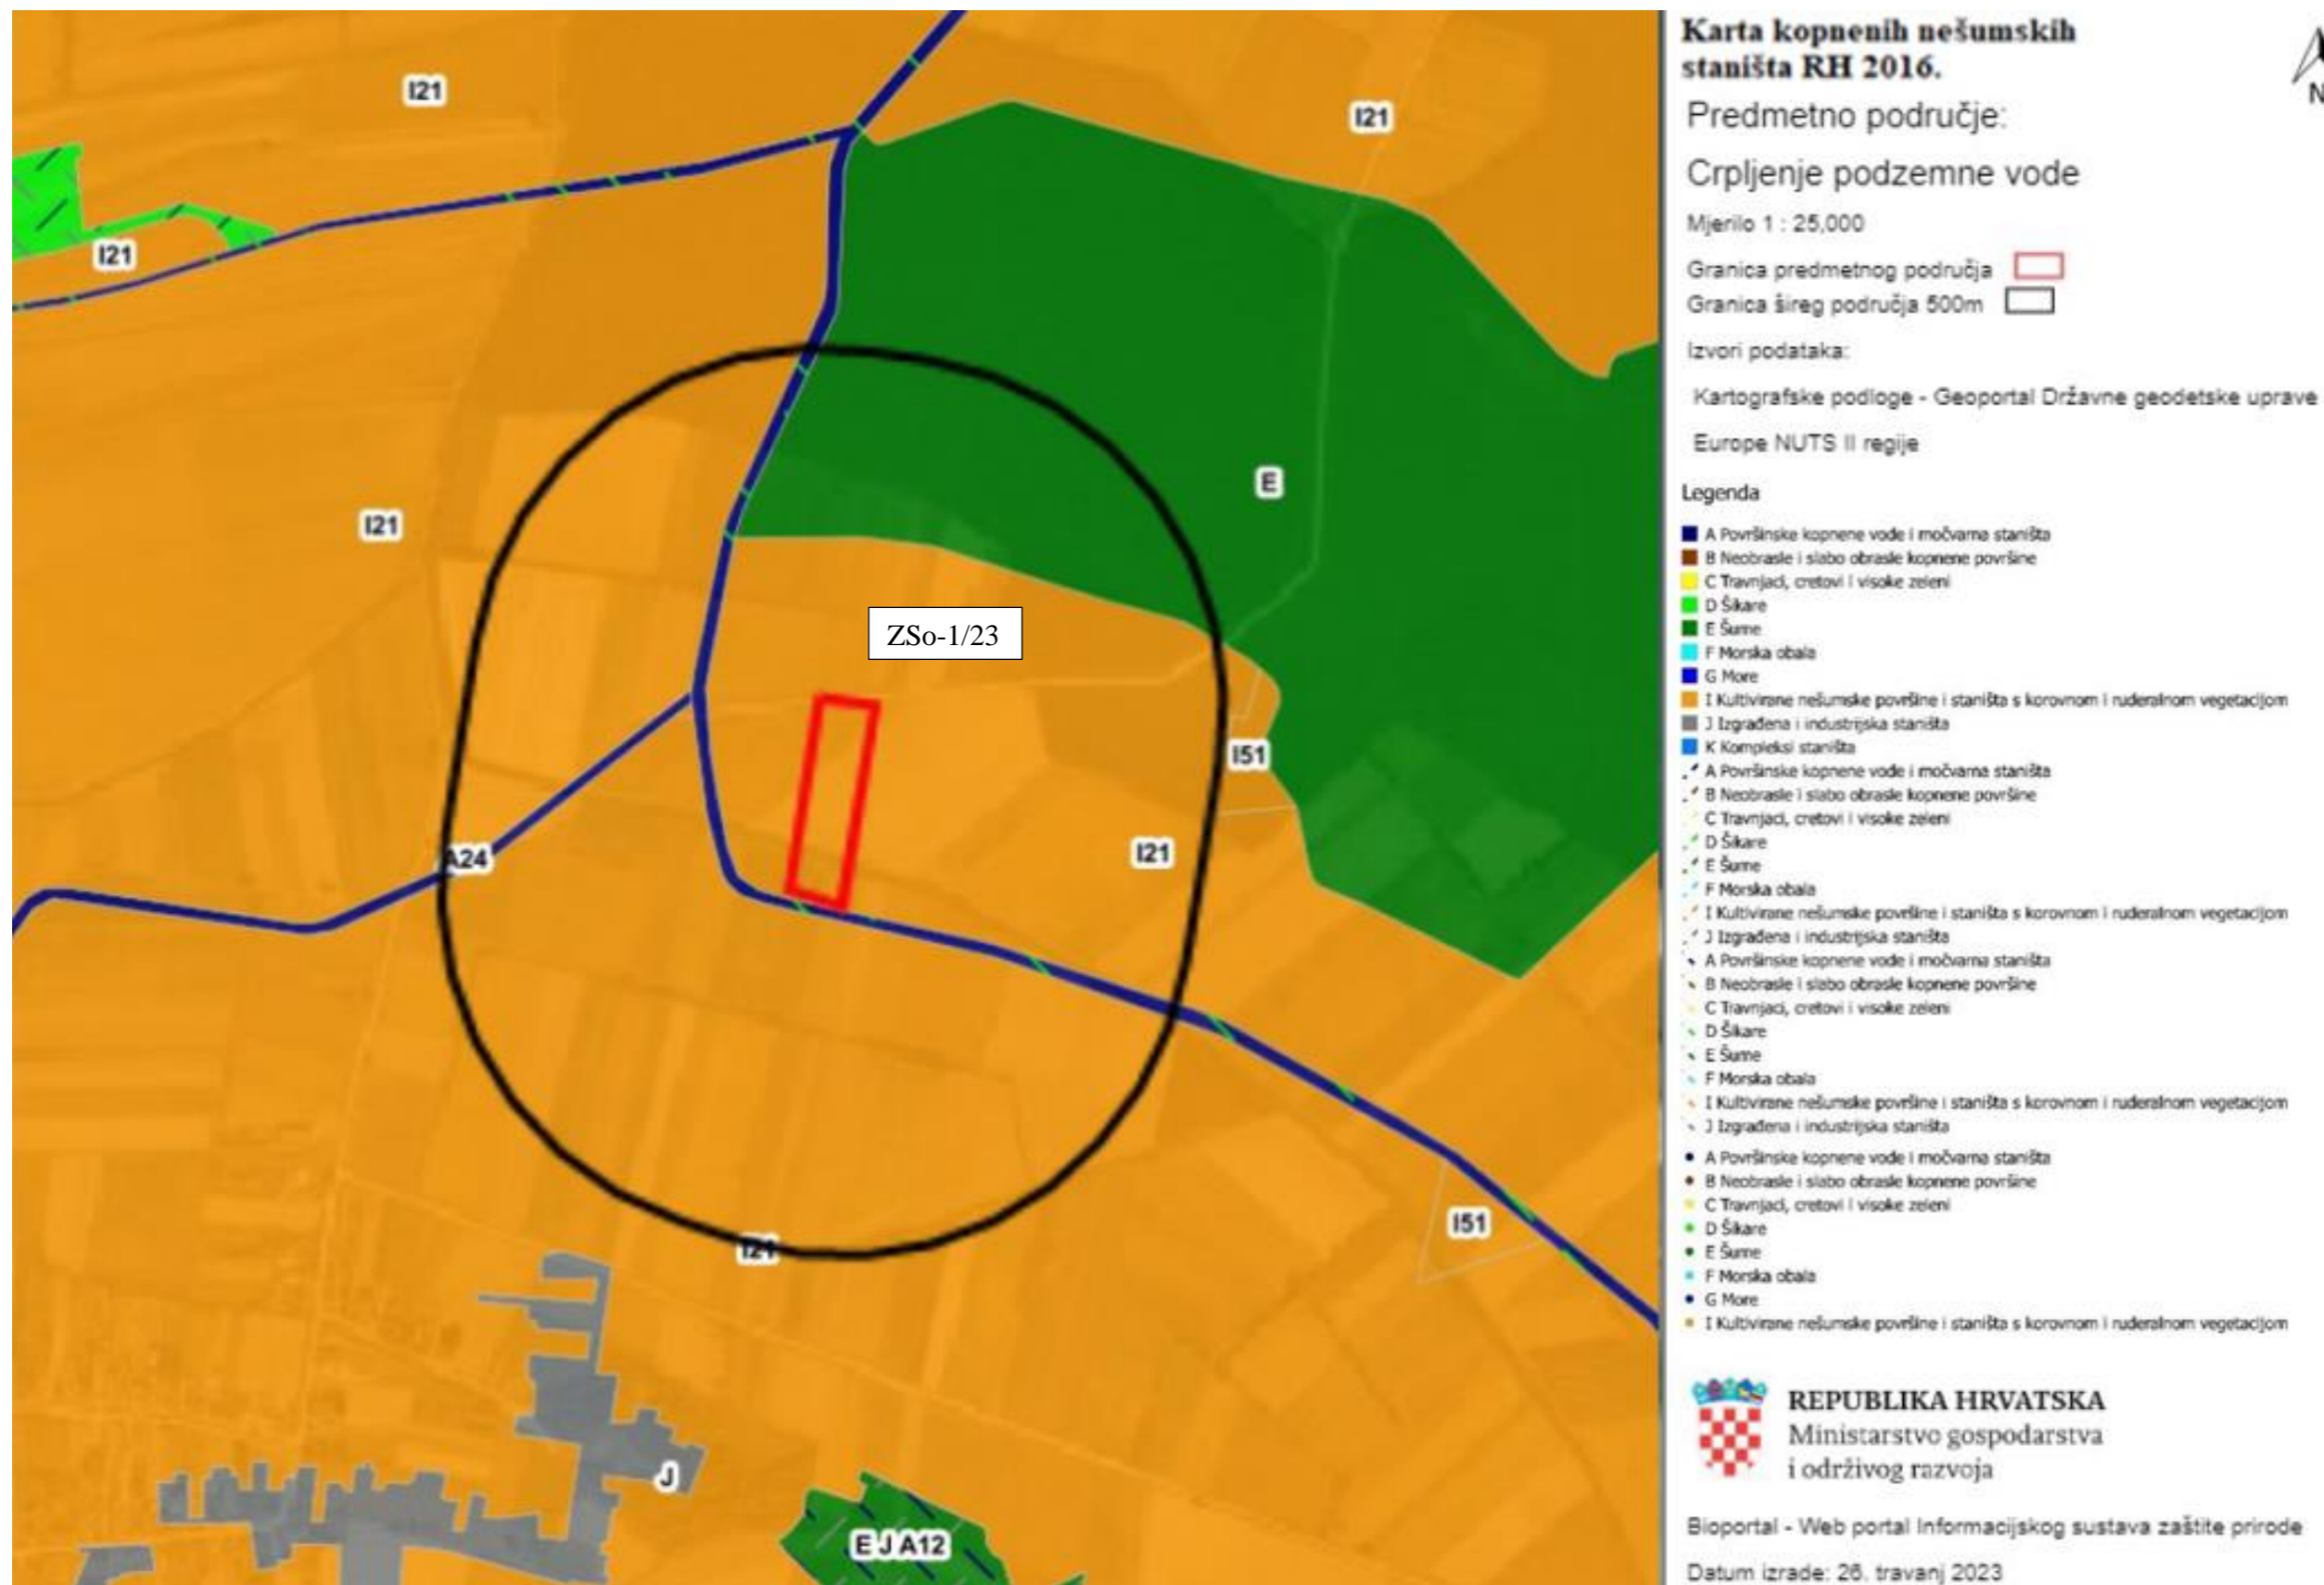 I21
I21
I21
E
I21
ZSo-1/23
I51
I21
A24
I51
I21
J
E J A12
Karta kopnenih nešumskih
staništa RH 2016.
N
Predmetno područje:
Crpljenje podzemne vode
Mjerilo 1 : 25,000
Granica predmetnog područja
Granica šireg područja 500m
Izvori podataka:
Kartografske podloge - Geoportal Državne geodetske uprave
Europe NUTS II regije
Legenda
A Površinske kopnene vode i močvarna staništa
B Neobrasle i slabo obrasle kopnene površine
C Travnjaci, cretovi i visoke zeleni
D Šikare
E Šume
F Morska obala
G More
I Kultivirane nešumske površine i staništa s korovnom i ruderalnom vegetacijom
J Izgrađena i industrijska staništa
K Kompleksi staništa
A Površinske kopnene vode i močvarna staništa
B Neobrasle i slabo obrasle kopnene površine
C Travnjaci, cretovi i visoke zeleni
D Šikare
E Šume
F Morska obala
I Kultivirane nešumske površine i staništa s korovnom i ruderalnom vegetacijom
J Izgrađena i industrijska staništa
A Površinske kopnene vode i močvarna staništa
B Neobrasle i slabo obrasle kopnene površine
C Travnjaci, cretovi i visoke zeleni
D Šikare
E Šume
F Morska obala
I Kultivirane nešumske površine i staništa s korovnom i ruderalnom vegetacijom
J Izgrađena i industrijska staništa
A Površinske kopnene vode i močvarna staništa
B Neobrasle i slabo obrasle kopnene površine
C Travnjaci, cretovi i visoke zeleni
D Šikare
E Šume
F Morska obala
G More
I Kultivirane nešumske površine i staništa s korovnom i ruderalnom vegetacijom
REPUBLIKA HRVATSKA
Ministarstvo gospodarstva
i održivog razvoja
Bioportal - Web portal Informacijskog sustava zaštite prirode
Datum izrade: 26. travanj 2023